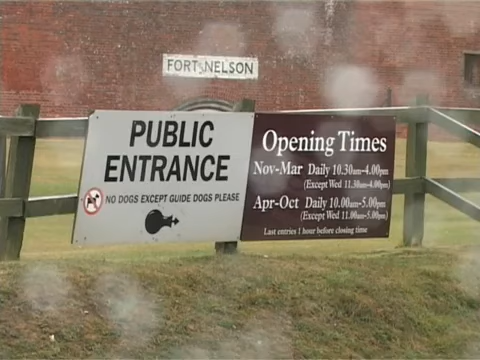 FORT NELSON
PUBLIC
ENTRANCE
NO DOGS EXCEPT GUIDE DOGS PLEASE
Opening Times
Nov-Mar Daily 10.30am-4.00pm
(Except Wed 11.30am-4.00pm)
Apr-Oct Daily 10.00am-5.00pm
(Except Wed 11.00am-5.00pm)
Last entries 1 hour before closing time